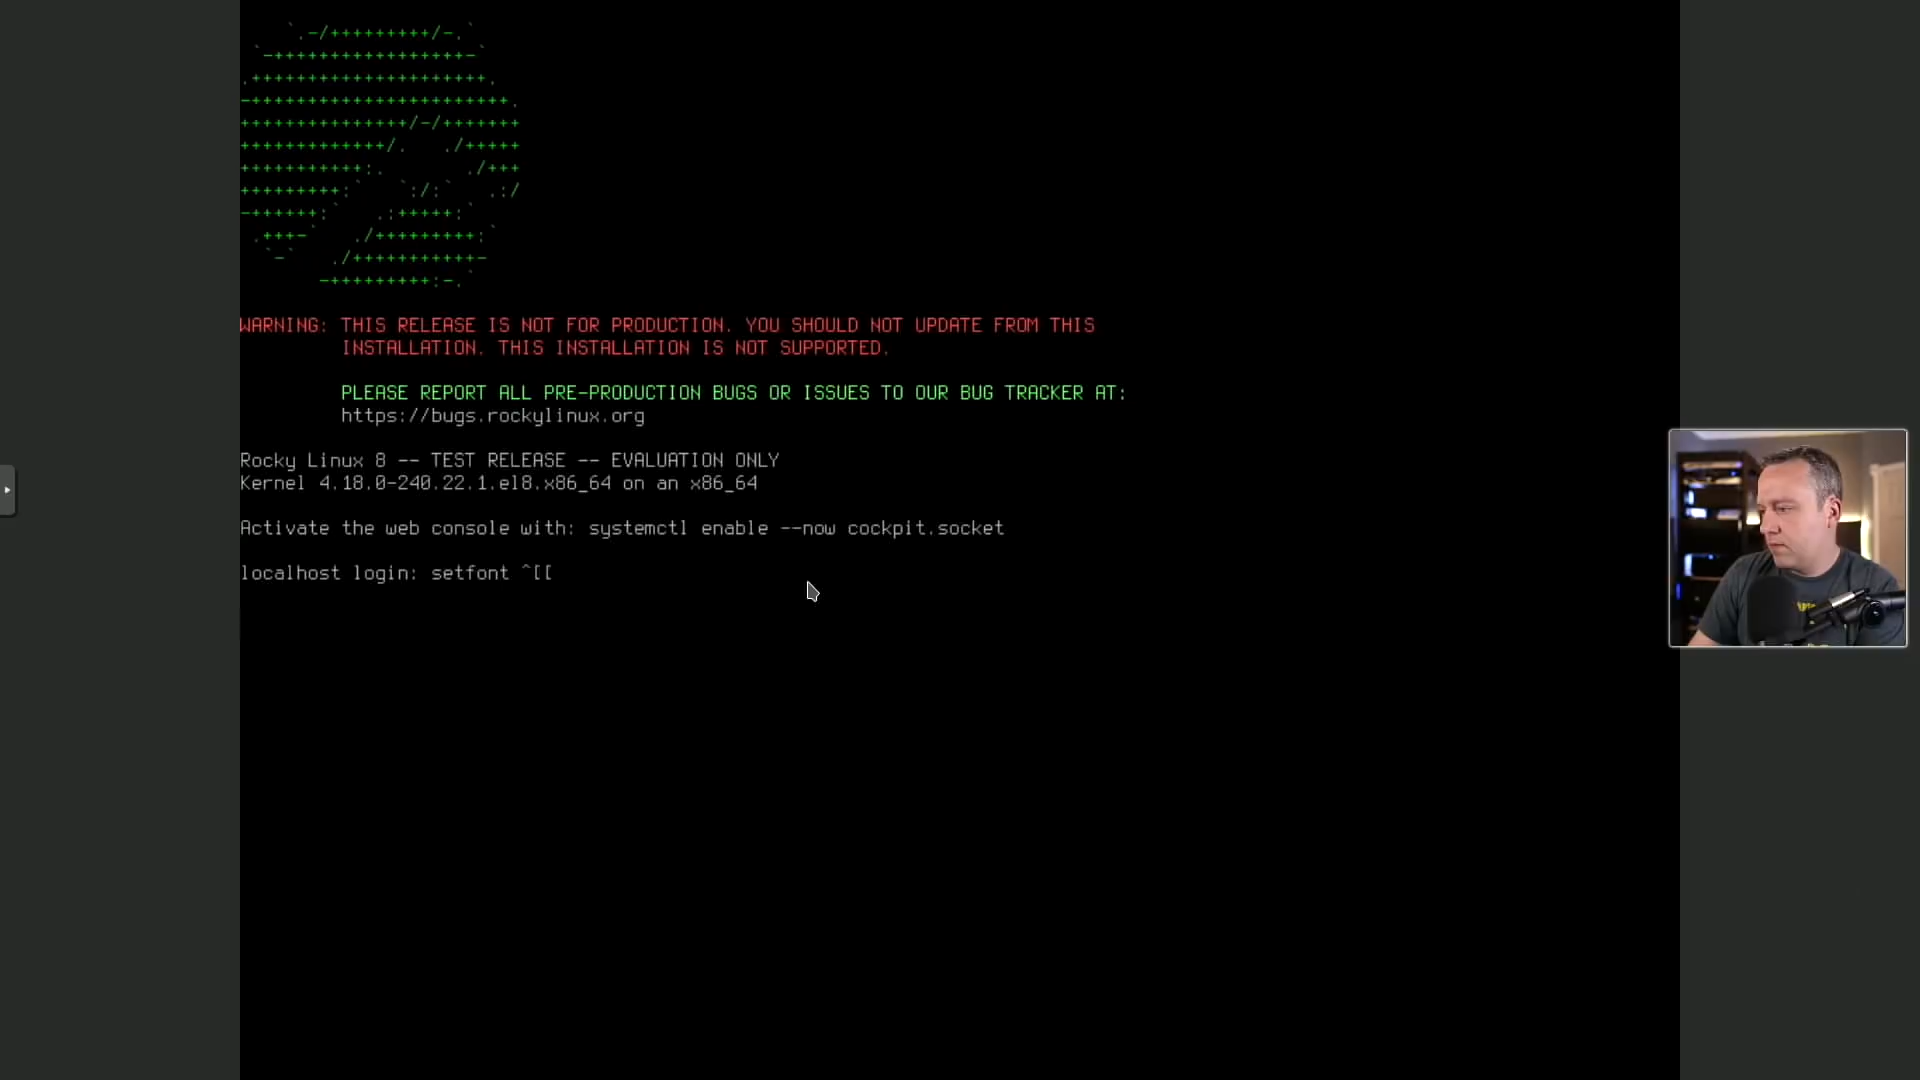 `.-/+++++++++/-.`
 `-+++++++++++++++++-`
.+++++++++++++++++++++.
-+++++++++++++++++++++++.
+++++++++++++++/-/+++++++
+++++++++++++/.   ./+++++
+++++++++++:.       ./+++
+++++++++:`   `:/:`   .:/
-++++++:`   .:+++++:`
 .+++-`   ./+++++++++:`
  `-`   ./+++++++++++-
       -+++++++++:-.`
WARNING: THIS RELEASE IS NOT FOR PRODUCTION. YOU SHOULD NOT UPDATE FROM THIS
INSTALLATION. THIS INSTALLATION IS NOT SUPPORTED.
PLEASE REPORT ALL PRE-PRODUCTION BUGS OR ISSUES TO OUR BUG TRACKER AT:
https://bugs.rockylinux.org
Rocky Linux 8 -- TEST RELEASE -- EVALUATION ONLY
Kernel 4.18.0-240.22.1.el8.x86_64 on an x86_64
Activate the web console with: systemctl enable --now cockpit.socket
localhost login: setfont ^[[